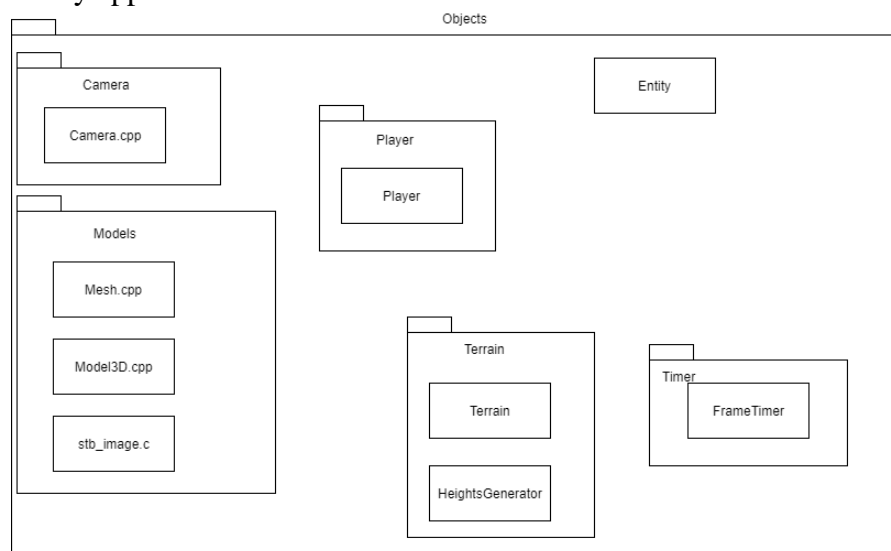 Objects
Camera
Camera.cpp
Entity
Player
Player
Models
Mesh.cpp
Model3D.cpp
stb_image.c
Terrain
Terrain
HeightsGenerator
Timer
FrameTimer